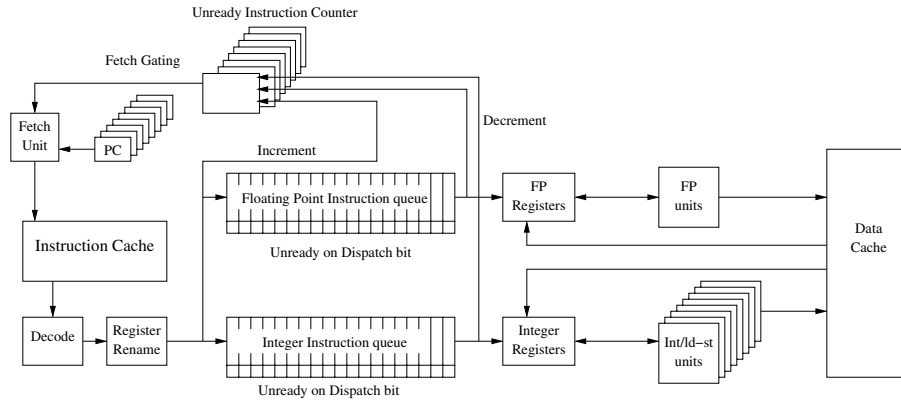 Unready Instruction Counter
Fetch Gating
Fetch
Unit
PC
Decrement
Increment
Floating Point Instruction queue
Unready on Dispatch bit
FP
Registers
FP
units
Data
Cache
Instruction Cache
Decode
Register
Rename
Integer Instruction queue
Unready on Dispatch bit
Integer
Registers
Int/ld-st
units